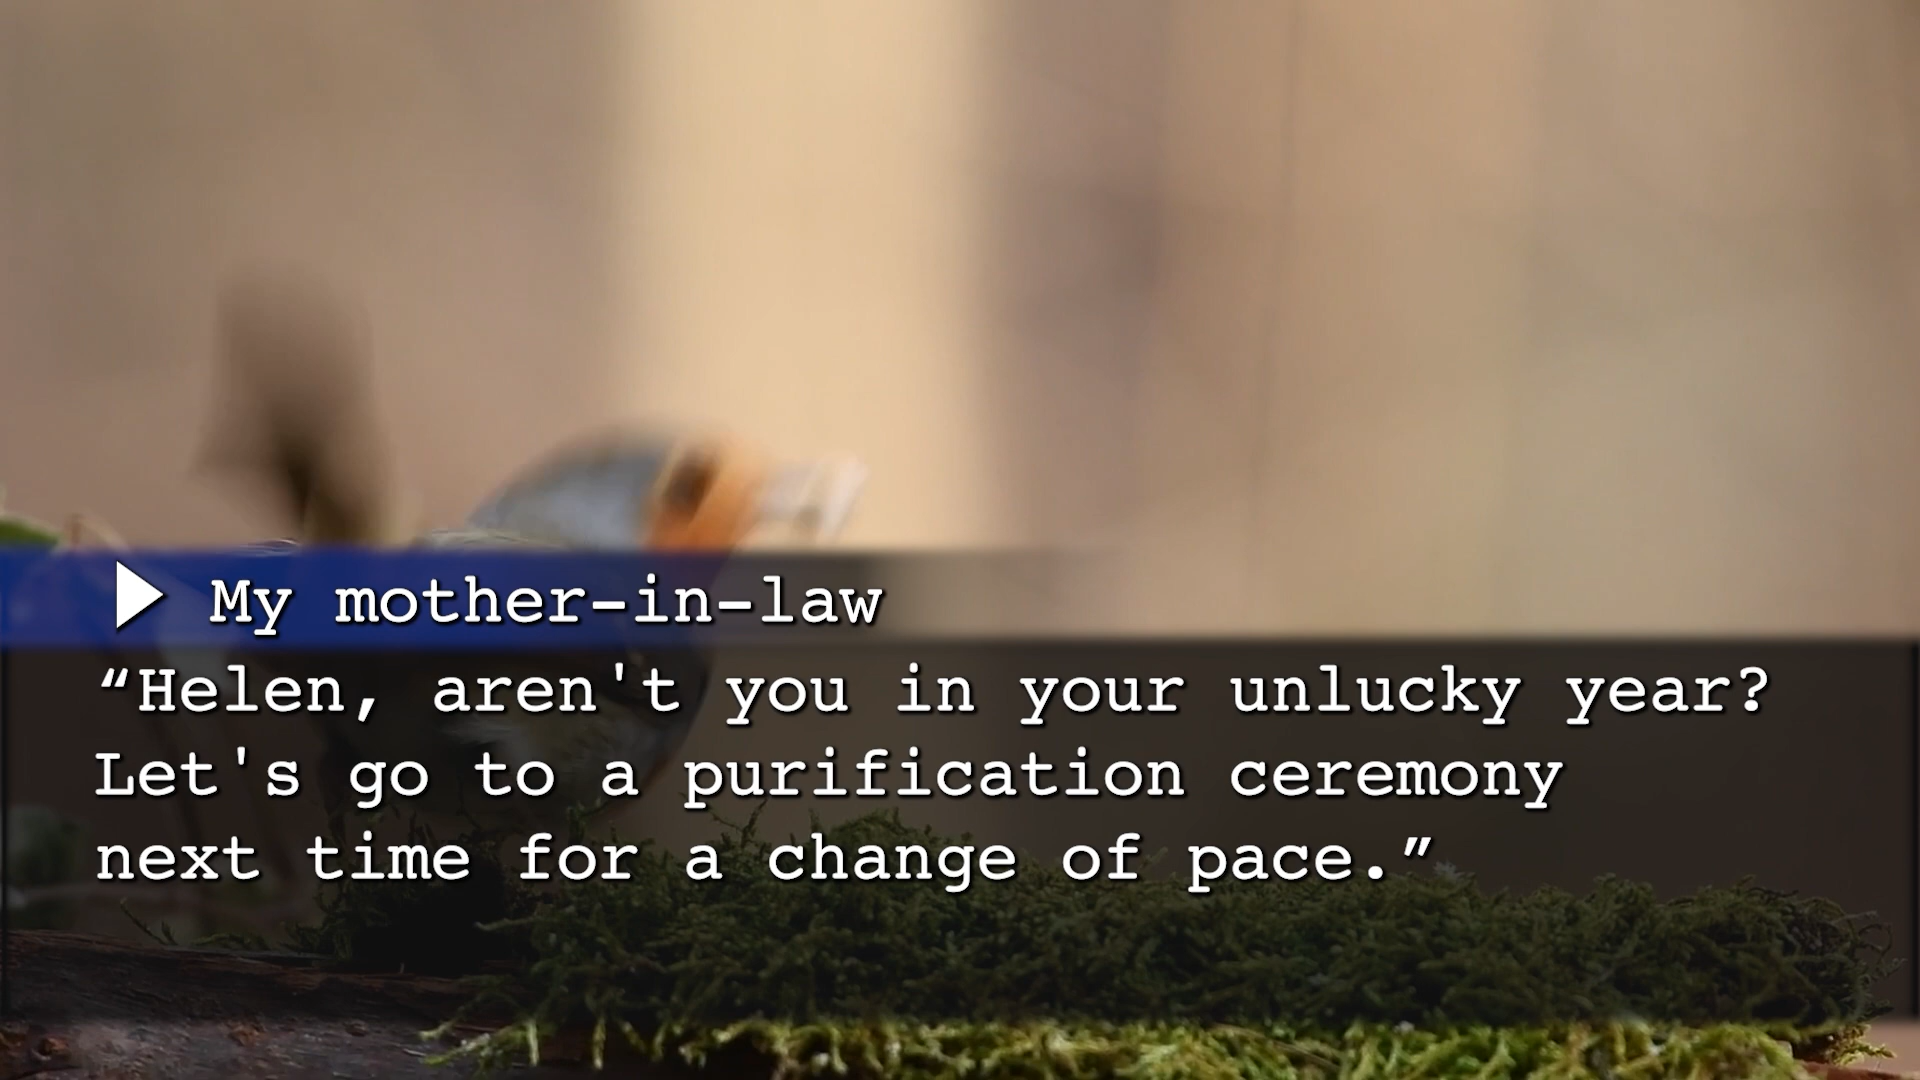 My mother-in-law
“Helen, aren't you in your unlucky year?
Let's go to a purification ceremony
next time for a change of pace.”